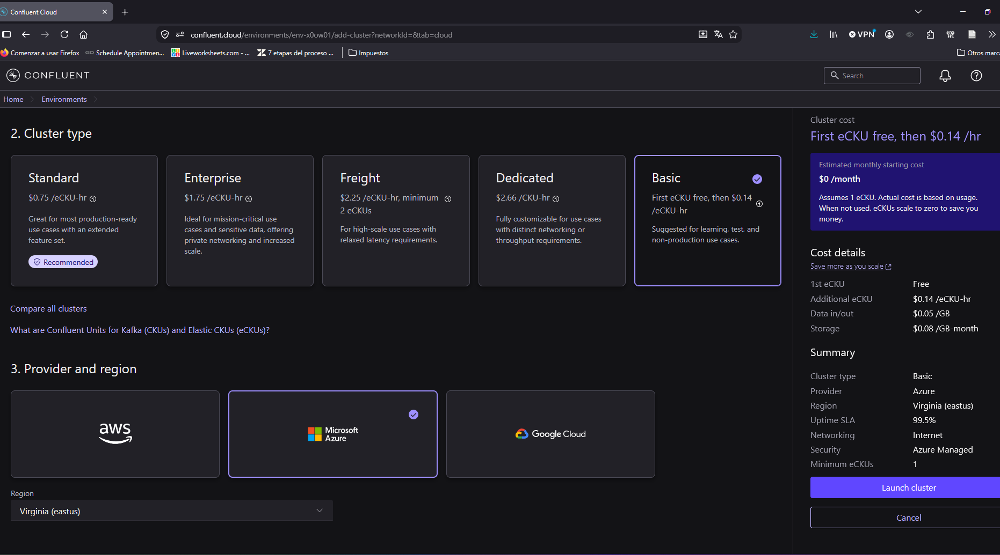 Confluent Cloud
confluent.cloud/environments/env-x0ow01/add-cluster?networkId=&tab=cloud
VPN
Comenzar a usar Firefox
Schedule Appointmen...
Liveworksheets.com - ...
7 etapas del proceso ...
Impuestos
Otros marca
CONFLUENT
Search
Home
Environments
2. Cluster type
Standard
$0.75 /eCKU-hr
Great for most production-ready
use cases with an extended
feature set.
Recommended
Enterprise
$1.75 /eCKU-hr
Ideal for mission-critical use
cases and sensitive data, offering
private networking and increased
scale.
Freight
$2.25 /eCKU-hr, minimum
2 eCKUs
For high-scale use cases with
relaxed latency requirements.
Dedicated
$2.66 /CKU-hr
Fully customizable for use cases
with distinct networking or
throughput requirements.
Basic
First eCKU free, then $0.14
/eCKU-hr
Suggested for learning, test, and
non-production use cases.
Compare all clusters
What are Confluent Units for Kafka (CKUs) and Elastic CKUs (eCKUs)?
3. Provider and region
aws
Microsoft
Azure
Google Cloud
Region
Virginia (eastus)
Cluster cost
First eCKU free, then $0.14 /hr
Estimated monthly starting cost
$0 /month
Assumes 1 eCKU. Actual cost is based on usage.
When not used, eCKUs scale to zero to save you
money.
Cost details
Save more as you scale
1st eCKU Free
Additional eCKU $0.14 /eCKU-hr
Data in/out $0.05 /GB
Storage $0.08 /GB-month
Summary
Cluster type Basic
Provider Azure
Region Virginia (eastus)
Uptime SLA 99.5%
Networking Internet
Security Azure Managed
Minimum eCKUs 1
Launch cluster
Cancel